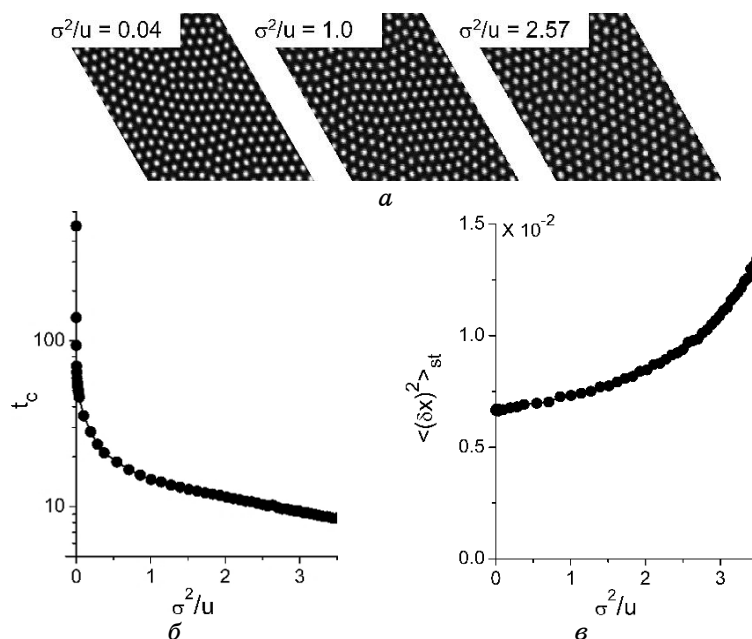 σ²/u = 0.04
σ²/u = 1.0
σ²/u = 2.57
а
100
10
t_c
0
1
2
3
σ²/u
б
1.5
X 10⁻²
1.0
0.5
0.0
<(δx)²>_st
0
1
2
3
σ²/u
в